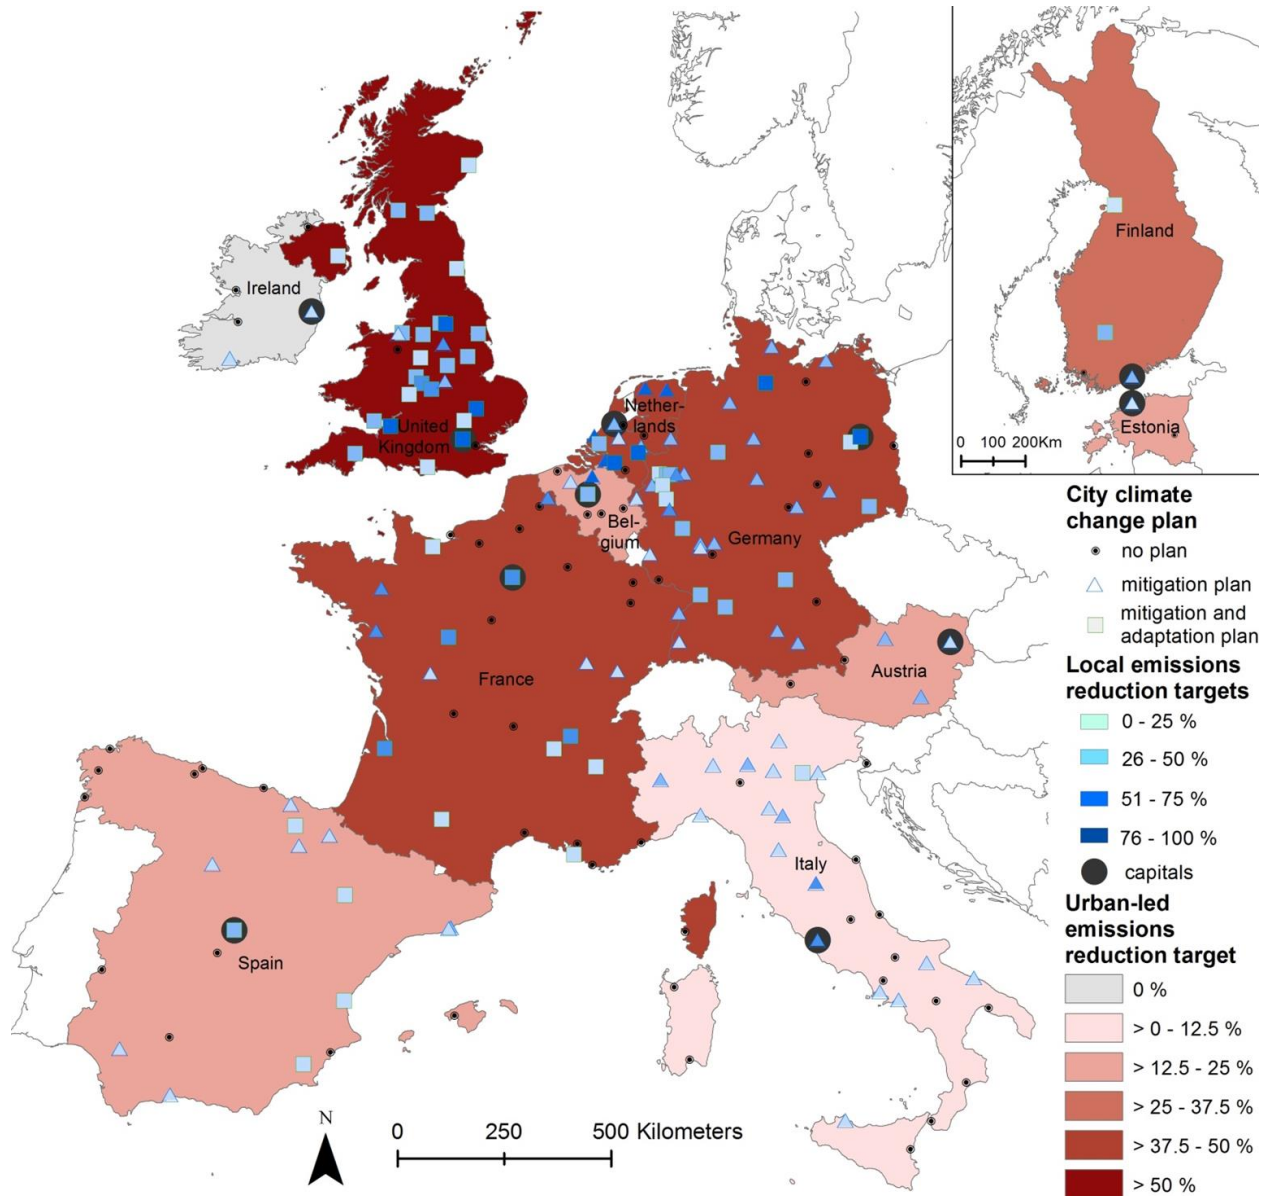 Finland
Estonia
0 100 200Km
Ireland
United
Kingdom
Nether-
lands
Bel-
gium
Germany
France
Austria
Italy
Spain
N
0 250 500 Kilometers
City climate
change plan
no plan
mitigation plan
mitigation and
adaptation plan
Local emissions
reduction targets
0 - 25 %
26 - 50 %
51 - 75 %
76 - 100 %
capitals
Urban-led
emissions
reduction target
0 %
> 0 - 12.5 %
> 12.5 - 25 %
> 25 - 37.5 %
> 37.5 - 50 %
> 50 %